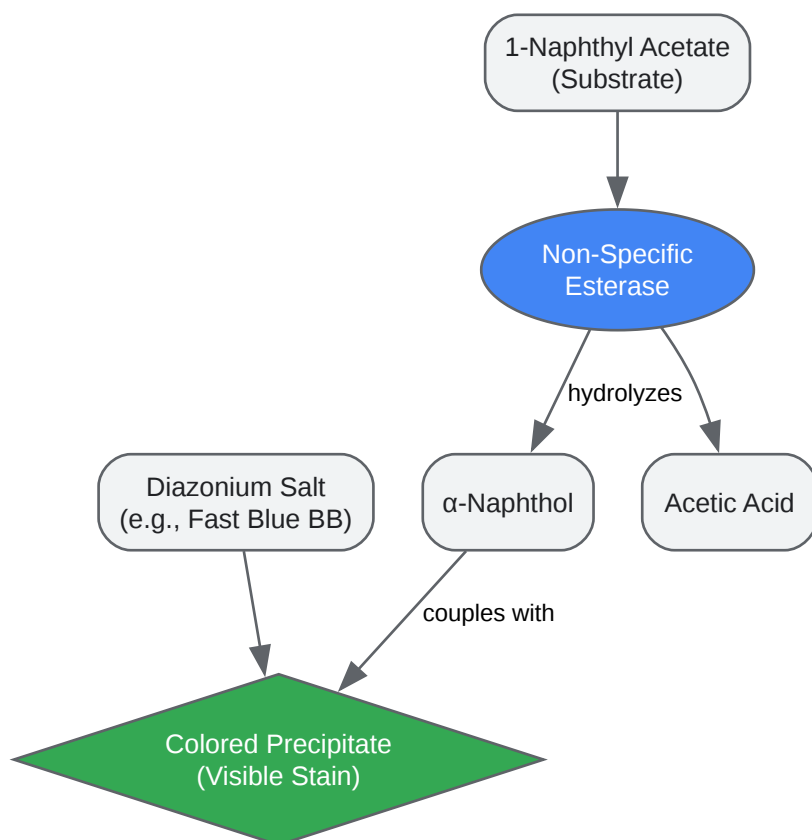 1-Naphthyl Acetate
(Substrate)
Non-Specific
Esterase
hydrolyzes
Diazonium Salt
(e.g., Fast Blue BB)
α-Naphthol
Acetic Acid
couples with
Colored Precipitate
(Visible Stain)